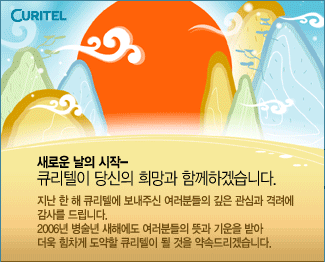 CURITEL
새로운 날의 시작-
큐리텔이 당신의 희망과 함께하겠습니다.
지난 한 해 큐리텔에 보내주신 여러분들의 깊은 관심과 격려에
감사를 드립니다.
2006년 병술년 새해에도 여러분들의 뜻과 기운을 받아
더욱 힘차게 도약할 큐리텔이 될 것을 약속드리겠습니다.